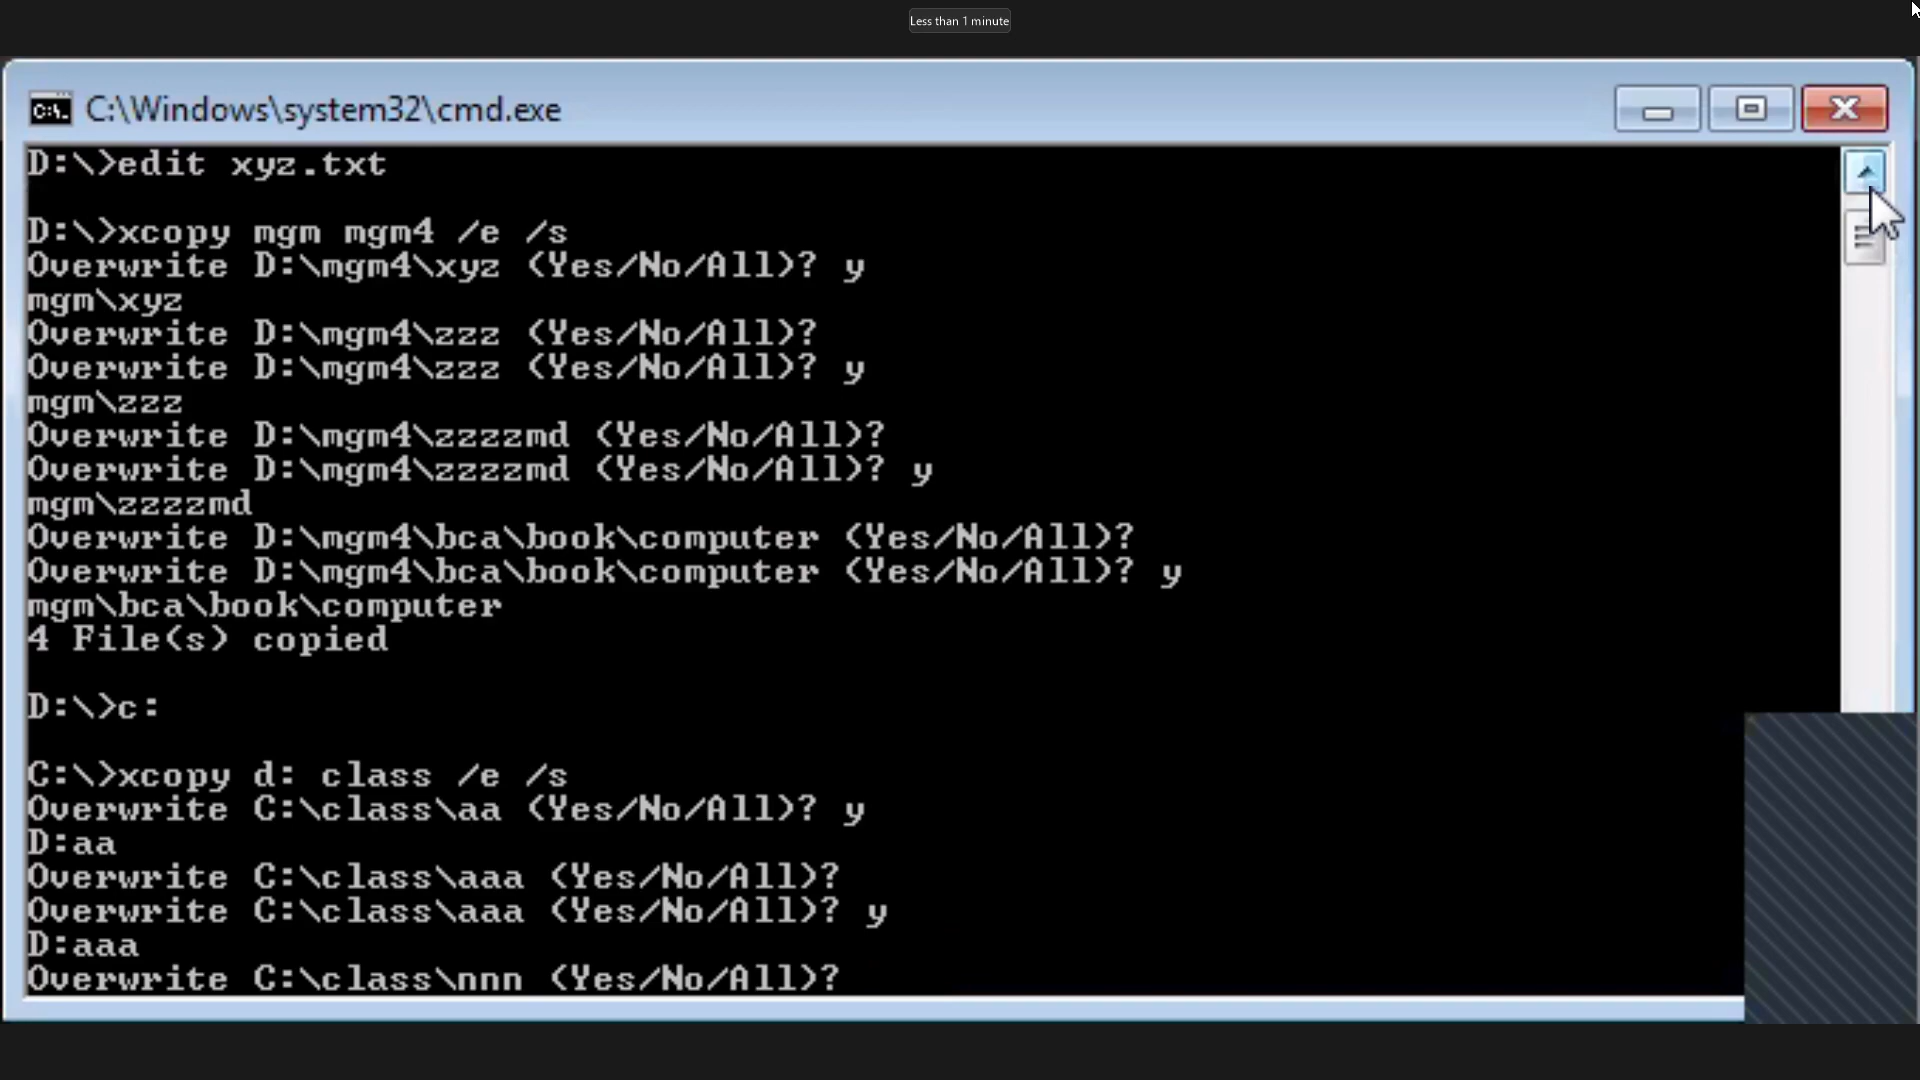 Less than 1 minute
C:\Windows\system32\cmd.exe
D:\>edit xyz.txt
D:\>xcopy mgm mgm4 /e /s
Overwrite D:\mgm4\xyz (Yes/No/All)? y
mgm\xyz
Overwrite D:\mgm4\zzz (Yes/No/All)?
Overwrite D:\mgm4\zzz (Yes/No/All)? y
mgm\zzz
Overwrite D:\mgm4\zzzzmd (Yes/No/All)?
Overwrite D:\mgm4\zzzzmd (Yes/No/All)? y
mgm\zzzzmd
Overwrite D:\mgm4\bca\book\computer (Yes/No/All)?
Overwrite D:\mgm4\bca\book\computer (Yes/No/All)? y
mgm\bca\book\computer
4 File(s) copied
D:\>c:
C:\>xcopy d: class /e /s
Overwrite C:\class\aa (Yes/No/All)? y
D:aa
Overwrite C:\class\aaa (Yes/No/All)?
Overwrite C:\class\aaa (Yes/No/All)? y
D:aaa
Overwrite C:\class\nnn (Yes/No/All)?